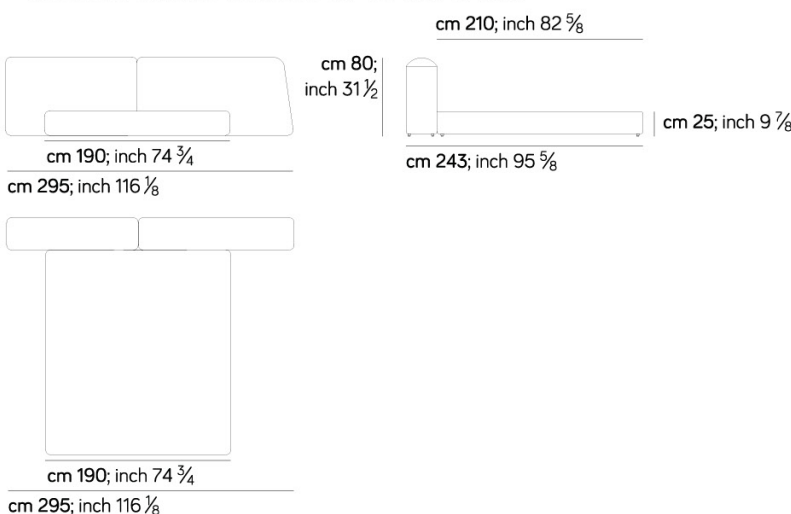 cm 210; inch 82 ⅝
cm 80;
inch 31 ½
cm 25; inch 9 ⅞
cm 190; inch 74 ¾
cm 243; inch 95 ⅝
cm 295; inch 116 ⅛
cm 190; inch 74 ¾
cm 295; inch 116 ⅛